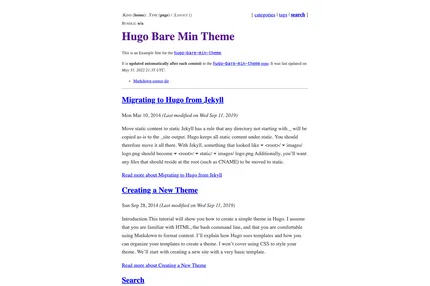 Kind (home) . Type (page) // Layout ()
[ categories | tags | search ]
Bundle: n/a
Hugo Bare Min Theme
This is an Example Site for the hugo-bare-min-theme.
It is updated automatically after each commit to the hugo-bare-min-theme repo. It was last updated on
May 31, 2022 21:35 UTC.
Markdownify
Migrating to Hugo from Jekyll
Mon Mar 10, 2014 (Last modified on Wed Sep 11, 2019)
Move static content to static Jekyll has a rule that any directory not starting with _ will be
copied as-is to the _site output. Hugo keeps all static content under static. You should
therefore move it all there. With Jekyll, something that looked like ▾ <root>/ ▾ images/
logo.png should become ▾ <root>/ ▾ static/ ▾ images/ logo.png Additionally, you'll want
any files that should reside at the root (such as CNAME) to be moved to static.
Read more about Migrating to Hugo from Jekyll
Creating a New Theme
Sun Sep 28, 2014 (Last modified on Wed Sep 11, 2019)
Introduction This tutorial will show you how to create a simple theme in Hugo. I assume
that you are familiar with HTML, the bash command line, and that you are comfortable
using Markdown to format content. I'll explain how Hugo uses templates and how you
can organize your templates to create a theme. I won't cover using CSS to style your
theme. We'll start with creating a new site with a very basic template.
Read more about Creating a New Theme
Search